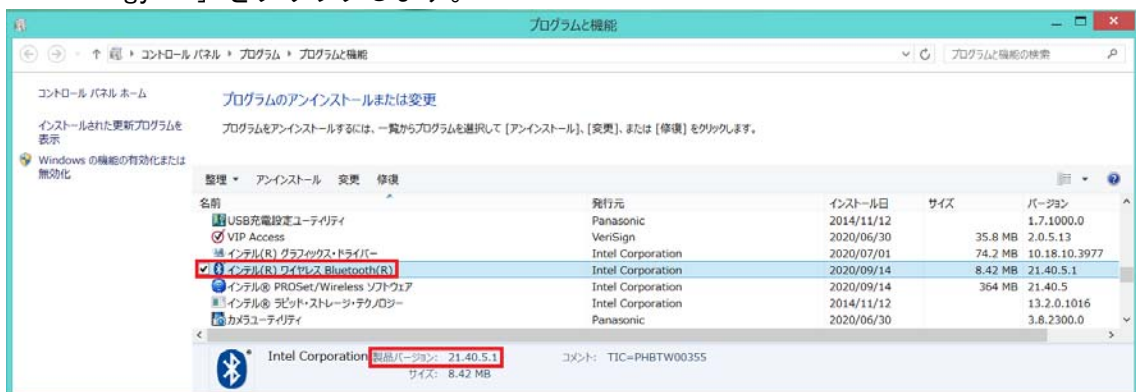 プログラムと機能
コントロール パネル ▸ プログラム ▸ プログラムと機能
プログラムと機能の検索
コントロール パネル ホーム
インストールされた更新プログラムを
表示
Windows の機能の有効化または
無効化
プログラムのアンインストールまたは変更
プログラムをアンインストールするには、一覧からプログラムを選択して [アンインストール]、[変更]、または [修復] をクリックします。
整理 アンインストール 変更 修復
名前 発行元 インストール日 サイズ バージョン
USB充電設定ユーティリティ Panasonic 2014/11/12 1.7.1000.0
VIP Access VeriSign 2020/06/30 35.8 MB 2.0.5.13
インテル(R) グラフィックス・ドライバー Intel Corporation 2020/07/01 74.2 MB 10.18.10.3977
インテル(R) ワイヤレス Bluetooth(R) Intel Corporation 2020/09/14 8.42 MB 21.40.5.1
インテル® PROSet/Wireless ソフトウェア Intel Corporation 2020/09/14 364 MB 21.40.5
インテル® ラピッド・ストレージ・テクノロジー Intel Corporation 2014/11/12 13.2.0.1016
カメラユーティリティ Panasonic 2020/06/30 3.8.2300.0
Intel Corporation 製品バージョン: 21.40.5.1 コメント: TIC=PHBTW00355
サイズ: 8.42 MB